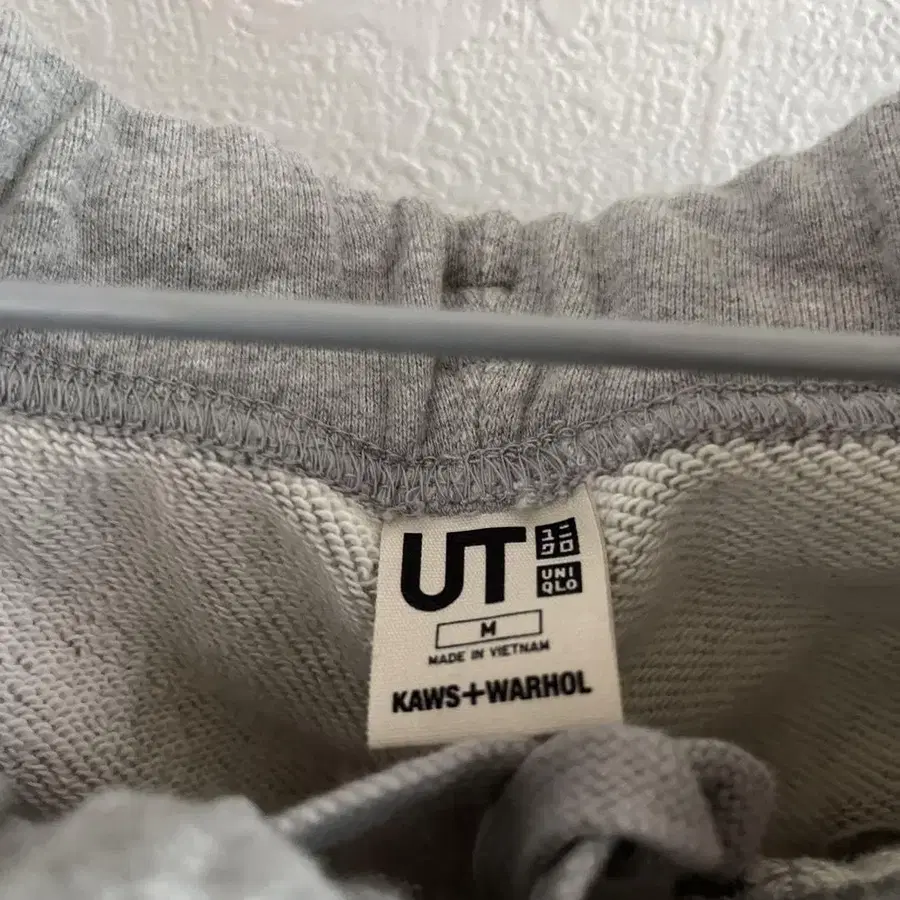 UT
ユニ
クロ
UNI
QLO
M
MADE IN VIETNAM
KAWS+WARHOL